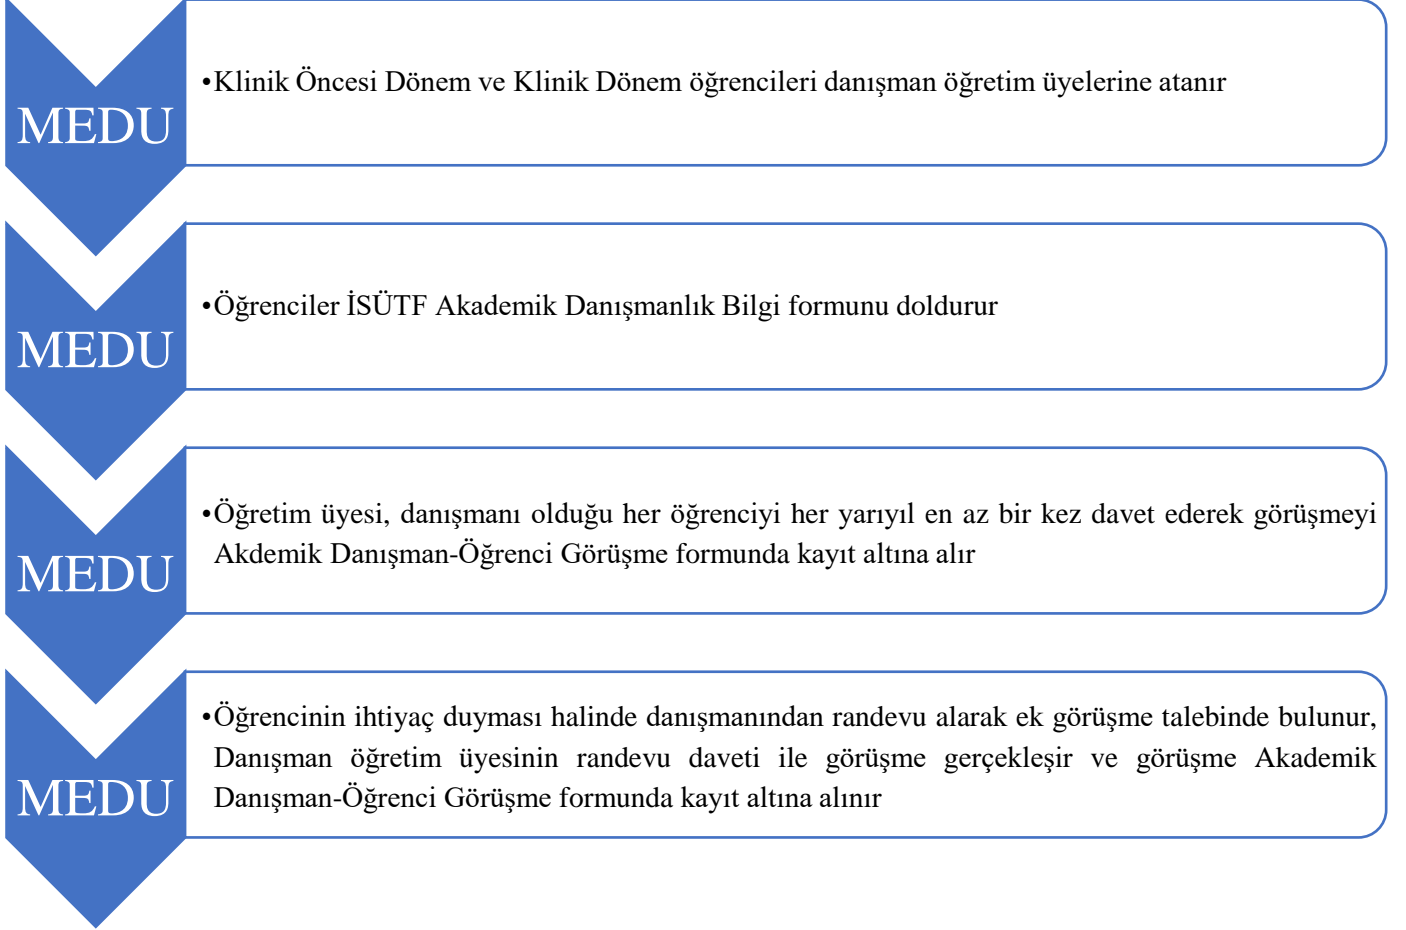 MEDU
•Klinik Öncesi Dönem ve Klinik Dönem öğrencileri danışman öğretim üyelerine atanır
MEDU
•Öğrenciler İSÜTF Akademik Danışmanlık Bilgi formunu doldurur
MEDU
•Öğretim üyesi, danışmanı olduğu her öğrenciyi her yarıyıl en az bir kez davet ederek görüşmeyi
Akdemik Danışman-Öğrenci Görüşme formunda kayıt altına alır
MEDU
•Öğrencinin ihtiyaç duyması halinde danışmanından randevu alarak ek görüşme talebinde bulunur,
Danışman öğretim üyesinin randevu daveti ile görüşme gerçekleşir ve görüşme Akademik
Danışman-Öğrenci Görüşme formunda kayıt altına alınır